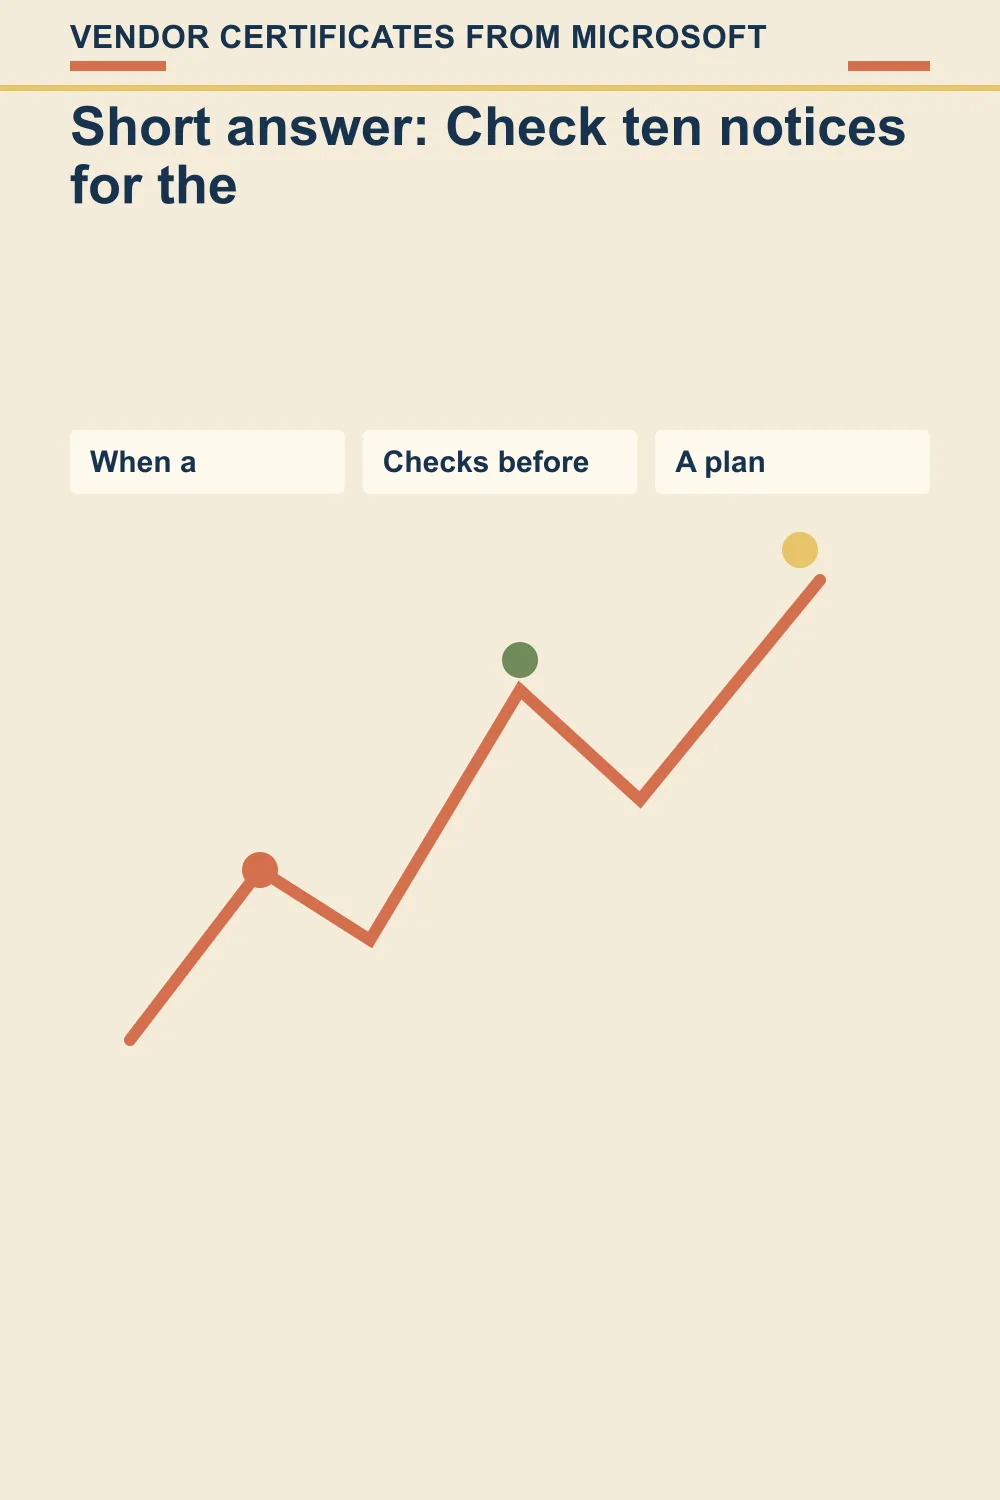 VENDOR CERTIFICATES FROM MICROSOFT
Short answer: Check ten notices
for the
When a
Checks before
A plan